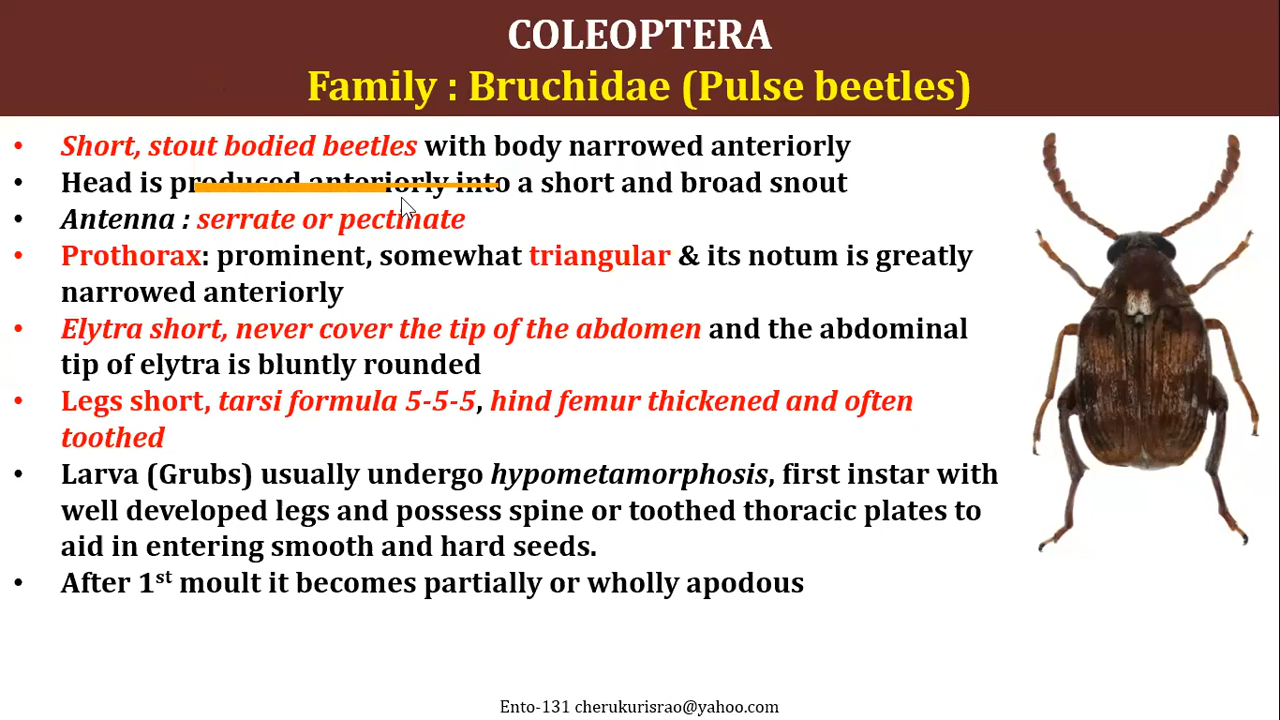 COLEOPTERA
Family : Bruchidae (Pulse beetles)
• Short, stout bodied beetles with body narrowed anteriorly
• Head is produced anteriorly into a short and broad snout
• Antenna : serrate or pectinate
• Prothorax: prominent, somewhat triangular & its notum is greatly
narrowed anteriorly
• Elytra short, never cover the tip of the abdomen and the abdominal
tip of elytra is bluntly rounded
• Legs short, tarsi formula 5-5-5, hind femur thickened and often
toothed
• Larva (Grubs) usually undergo hypometamorphosis, first instar with
well developed legs and possess spine or toothed thoracic plates to
aid in entering smooth and hard seeds.
• After 1st moult it becomes partially or wholly apodous
Ento-131 cherukurisrao@yahoo.com